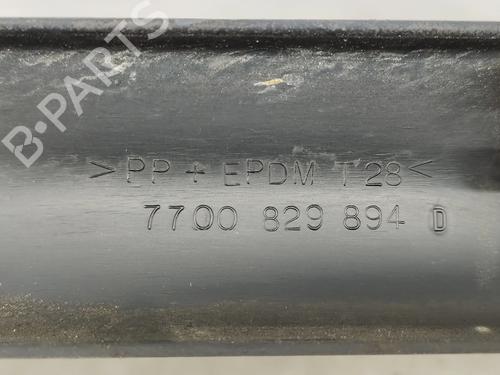 B-PARTS
>PP + EPDM T28<
7700 829 894 D